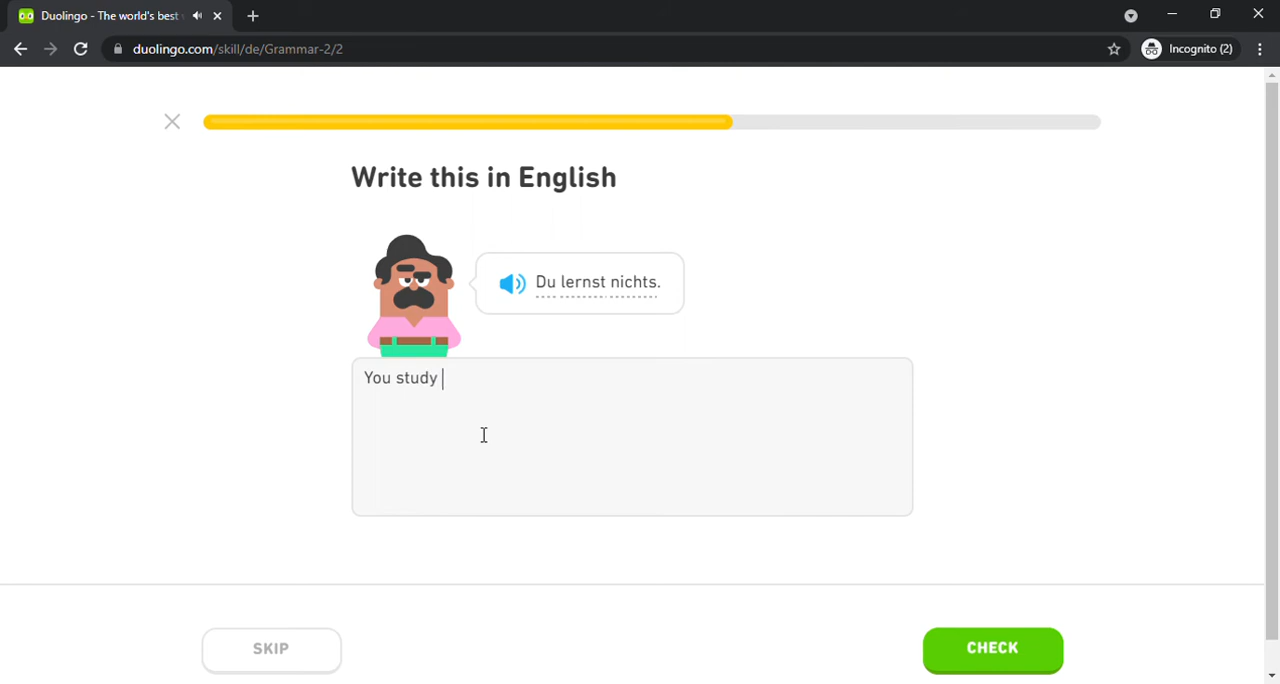 Duolingo - The world's best
duolingo.com/skill/de/Grammar-2/2
Incognito (2)
Write this in English
Du lernst nichts.
You study
SKIP
CHECK